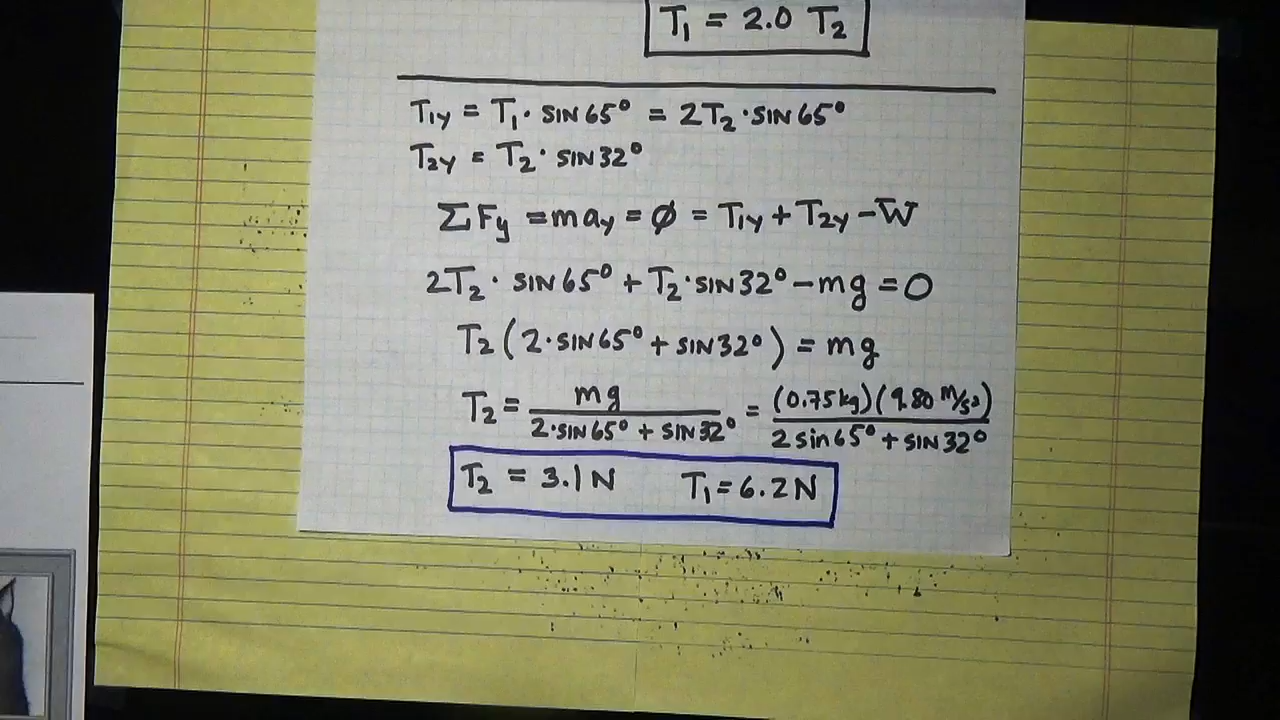 T₁ = 2.0 T₂
T₁y = T₁ · SIN 65° = 2T₂ · SIN 65°
T₂y = T₂ · SIN 32°
ΣFy = may = ∅ = T₁y + T₂y − W
2T₂ · SIN 65° + T₂ · SIN 32° − mg = 0
T₂ (2 · SIN 65° + SIN 32°) = mg
T₂ = mg / 2 · SIN 65° + SIN 32° = (0.75 kg)(9.80 m/s²) / 2 sin 65° + SIN 32°
T₂ = 3.1 N T₁ = 6.2 N